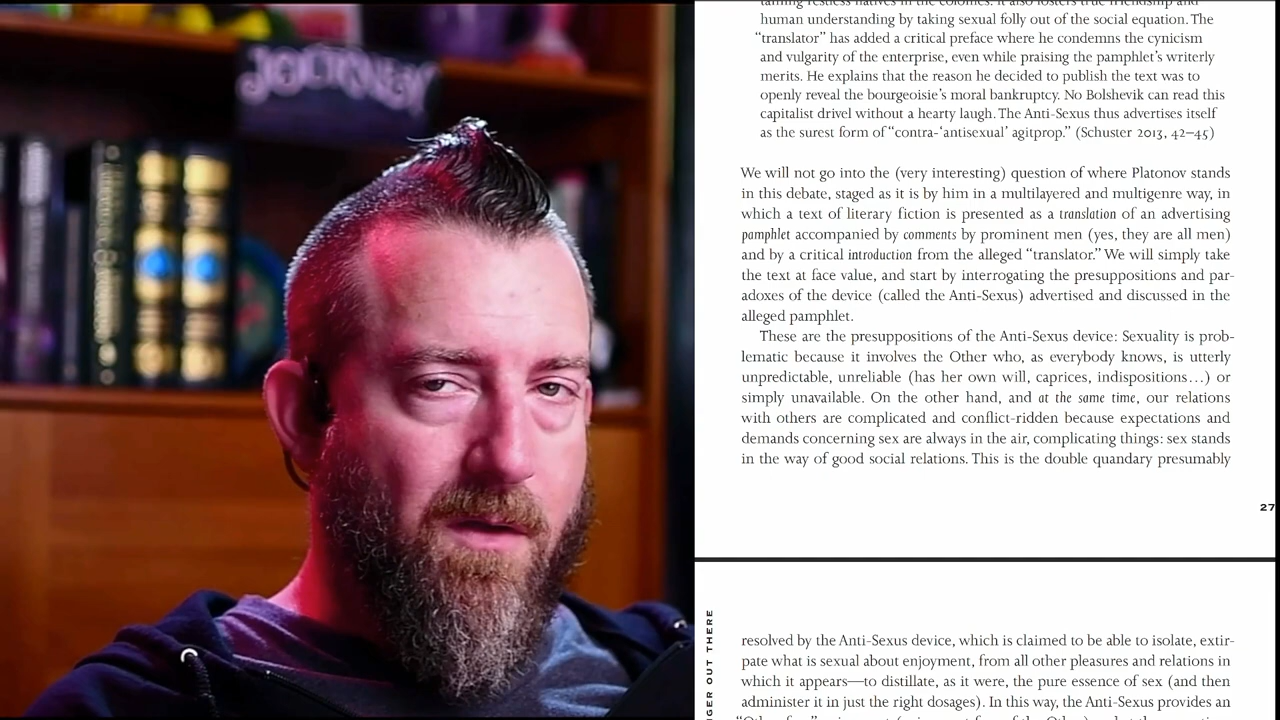 JOURNEY
taming restless natives in the colonies. It also fosters true friendship and
human understanding by taking sexual folly out of the social equation. The
“translator” has added a critical preface where he condemns the cynicism
and vulgarity of the enterprise, even while praising the pamphlet’s writerly
merits. He explains that the reason he decided to publish the text was to
openly reveal the bourgeoisie’s moral bankruptcy. No Bolshevik can read this
capitalist drivel without a hearty laugh. The Anti-Sexus thus advertises itself
as the surest form of “contra-‘antisexual’ agitprop.” (Schuster 2013, 42–45)
We will not go into the (very interesting) question of where Platonov stands
in this debate, staged as it is by him in a multilayered and multigenre way, in
which a text of literary fiction is presented as a translation of an advertising
pamphlet accompanied by comments by prominent men (yes, they are all men)
and by a critical introduction from the alleged “translator.” We will simply take
the text at face value, and start by interrogating the presuppositions and par-
adoxes of the device (called the Anti-Sexus) advertised and discussed in the
alleged pamphlet.
These are the presuppositions of the Anti-Sexus device: Sexuality is prob-
lematic because it involves the Other who, as everybody knows, is utterly
unpredictable, unreliable (has her own will, caprices, indispositions…) or
simply unavailable. On the other hand, and at the same time, our relations
with others are complicated and conflict-ridden because expectations and
demands concerning sex are always in the air, complicating things: sex stands
in the way of good social relations. This is the double quandary presumably
27
NGER OUT THERE
resolved by the Anti-Sexus device, which is claimed to be able to isolate, extir-
pate what is sexual about enjoyment, from all other pleasures and relations in
which it appears—to distillate, as it were, the pure essence of sex (and then
administer it in just the right dosages). In this way, the Anti-Sexus provides an